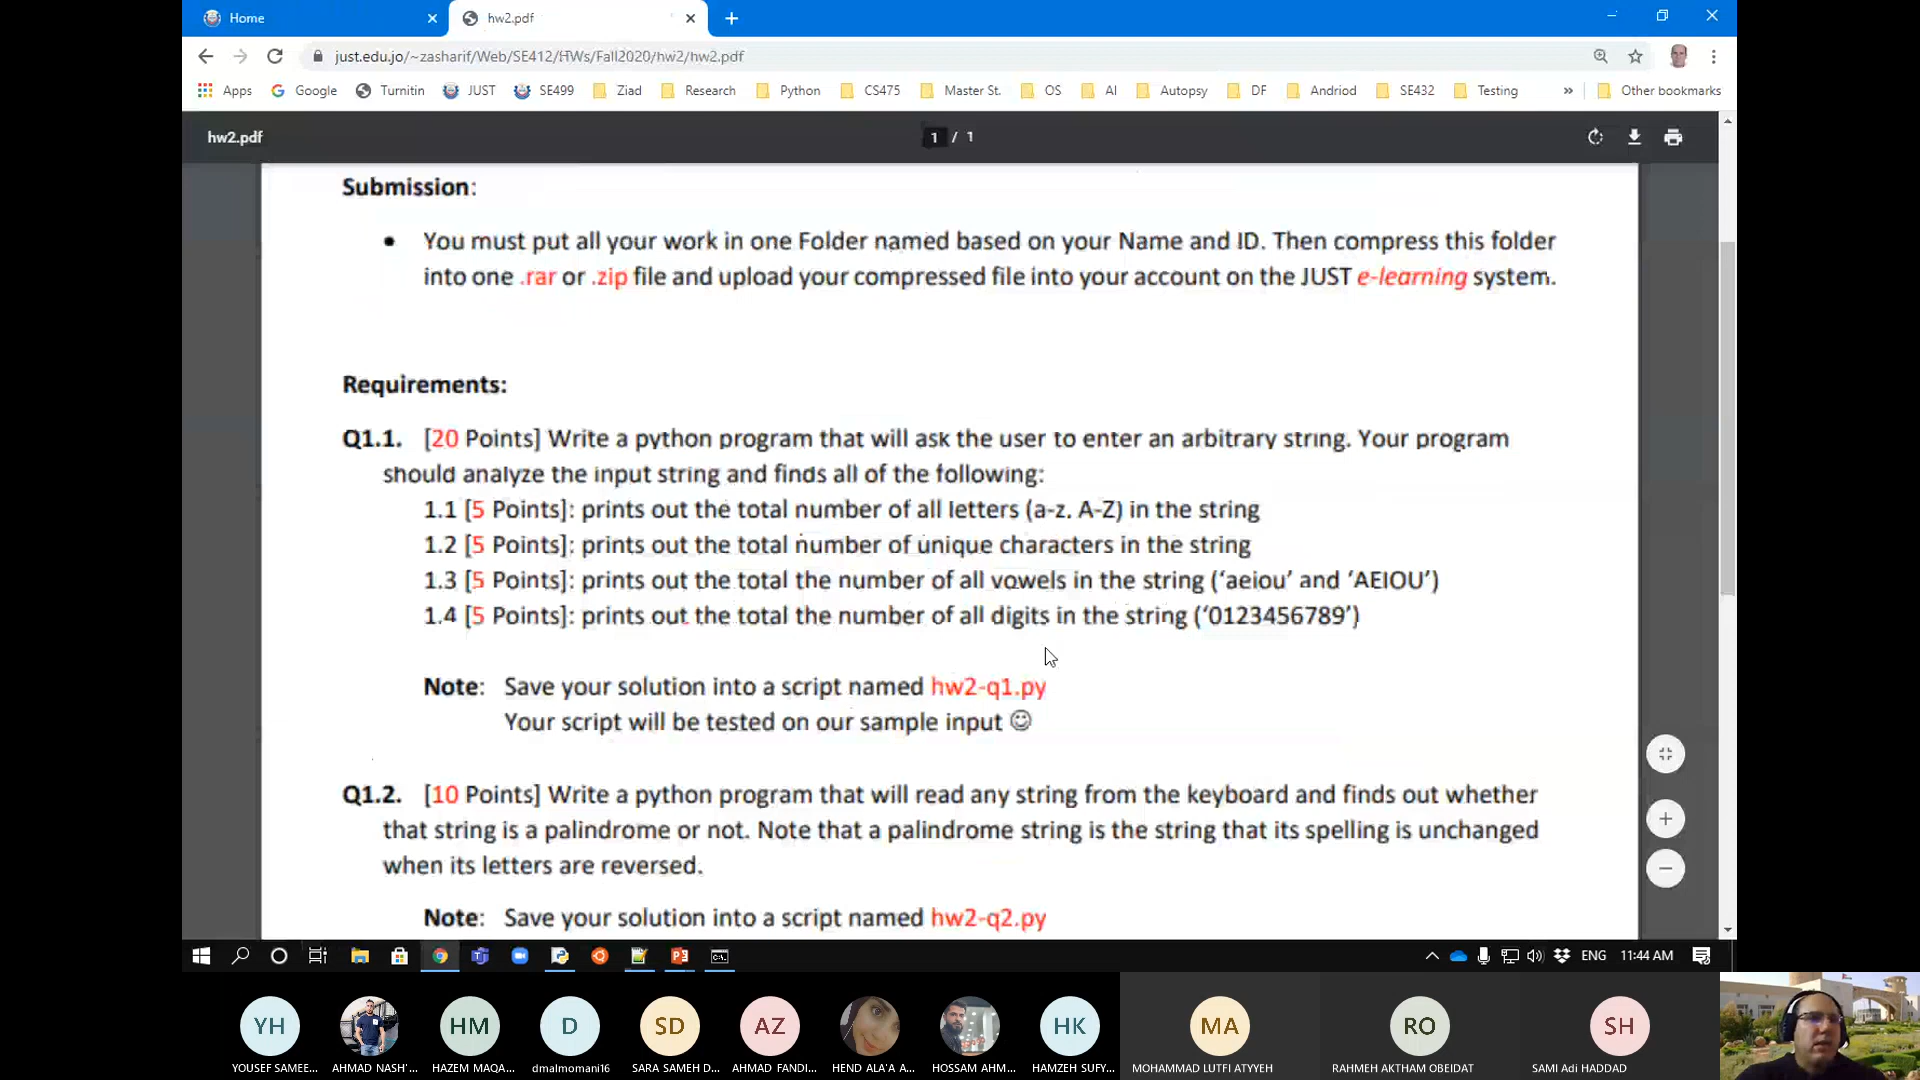 Home
hw2.pdf
just.edu.jo/~zasharif/Web/SE412/HWs/Fall2020/hw2/hw2.pdf
Apps Google Turnitin JUST SE499 Ziad Research Python CS475 Master St. OS AI Autopsy DF Andriod SE432 Testing » Other bookmarks
hw2.pdf 1 / 1
Submission:
• You must put all your work in one Folder named based on your Name and ID. Then compress this folder
into one .rar or .zip file and upload your compressed file into your account on the JUST e-learning system.
Requirements:
Q1.1. [20 Points] Write a python program that will ask the user to enter an arbitrary string. Your program
should analyze the input string and finds all of the following:
1.1 [5 Points]: prints out the total number of all letters (a-z. A-Z) in the string
1.2 [5 Points]: prints out the total number of unique characters in the string
1.3 [5 Points]: prints out the total the number of all vowels in the string (‘aeiou’ and ‘AEIOU’)
1.4 [5 Points]: prints out the total the number of all digits in the string (‘0123456789’)
Note: Save your solution into a script named hw2-q1.py
Your script will be tested on our sample input ☺
Q1.2. [10 Points] Write a python program that will read any string from the keyboard and finds out whether
that string is a palindrome or not. Note that a palindrome string is the string that its spelling is unchanged
when its letters are reversed.
Note: Save your solution into a script named hw2-q2.py
ENG 11:44 AM
YH HM D SD AZ HK MA RO SH
YOUSEF SAMEE... AHMAD NASH'... HAZEM MAQA... dmalmomani16 SARA SAMEH D... AHMAD FANDI... HEND ALA'A A... HOSSAM AHM... HAMZEH SUFY... MOHAMMAD LUTFI ATYYEH RAHMEH AKTHAM OBEIDAT SAMI Adi HADDAD